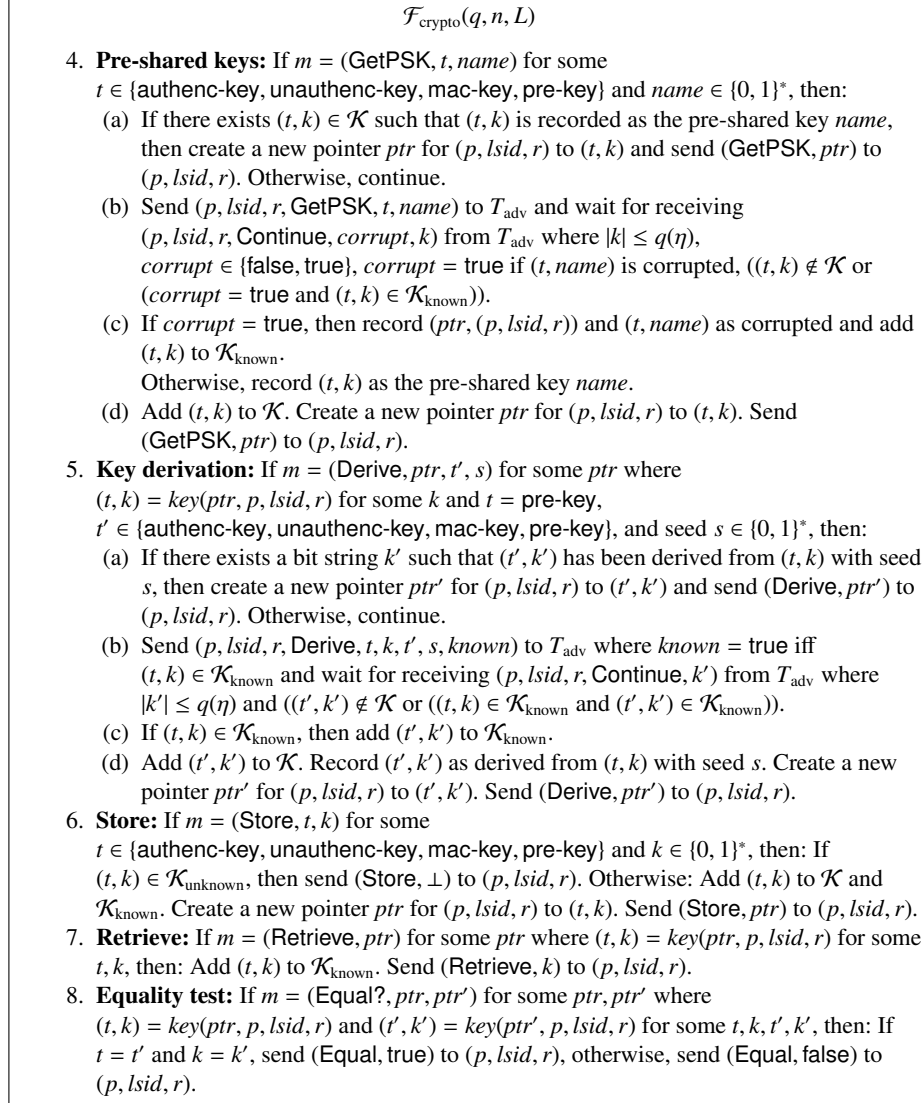 𝓕crypto(q, n, L)
4. Pre-shared keys: If m = (GetPSK, t, name) for some
t ∈ {authenc-key, unauthenc-key, mac-key, pre-key} and name ∈ {0, 1}*, then:
(a) If there exists (t, k) ∈ 𝒦 such that (t, k) is recorded as the pre-shared key name,
then create a new pointer ptr for (p, lsid, r) to (t, k) and send (GetPSK, ptr) to
(p, lsid, r). Otherwise, continue.
(b) Send (p, lsid, r, GetPSK, t, name) to Tadv and wait for receiving
(p, lsid, r, Continue, corrupt, k) from Tadv where |k| ≤ q(η),
corrupt ∈ {false, true}, corrupt = true if (t, name) is corrupted, ((t, k) ∉ 𝒦 or
(corrupt = true and (t, k) ∈ 𝒦known)).
(c) If corrupt = true, then record (ptr, (p, lsid, r)) and (t, name) as corrupted and add
(t, k) to 𝒦known.
Otherwise, record (t, k) as the pre-shared key name.
(d) Add (t, k) to 𝒦. Create a new pointer ptr for (p, lsid, r) to (t, k). Send
(GetPSK, ptr) to (p, lsid, r).
5. Key derivation: If m = (Derive, ptr, t′, s) for some ptr where
(t, k) = key(ptr, p, lsid, r) for some k and t = pre-key,
t′ ∈ {authenc-key, unauthenc-key, mac-key, pre-key}, and seed s ∈ {0, 1}*, then:
(a) If there exists a bit string k′ such that (t′, k′) has been derived from (t, k) with seed
s, then create a new pointer ptr′ for (p, lsid, r) to (t′, k′) and send (Derive, ptr′) to
(p, lsid, r). Otherwise, continue.
(b) Send (p, lsid, r, Derive, t, k, t′, s, known) to Tadv where known = true iff
(t, k) ∈ 𝒦known and wait for receiving (p, lsid, r, Continue, k′) from Tadv where
|k′| ≤ q(η) and ((t′, k′) ∉ 𝒦 or ((t, k) ∈ 𝒦known and (t′, k′) ∈ 𝒦known)).
(c) If (t, k) ∈ 𝒦known, then add (t′, k′) to 𝒦known.
(d) Add (t′, k′) to 𝒦. Record (t′, k′) as derived from (t, k) with seed s. Create a new
pointer ptr′ for (p, lsid, r) to (t′, k′). Send (Derive, ptr′) to (p, lsid, r).
6. Store: If m = (Store, t, k) for some
t ∈ {authenc-key, unauthenc-key, mac-key, pre-key} and k ∈ {0, 1}*, then: If
(t, k) ∈ 𝒦unknown, then send (Store, ⊥) to (p, lsid, r). Otherwise: Add (t, k) to 𝒦 and
𝒦known. Create a new pointer ptr for (p, lsid, r) to (t, k). Send (Store, ptr) to (p, lsid, r).
7. Retrieve: If m = (Retrieve, ptr) for some ptr where (t, k) = key(ptr, p, lsid, r) for some
t, k, then: Add (t, k) to 𝒦known. Send (Retrieve, k) to (p, lsid, r).
8. Equality test: If m = (Equal?, ptr, ptr′) for some ptr, ptr′ where
(t, k) = key(ptr, p, lsid, r) and (t′, k′) = key(ptr′, p, lsid, r) for some t, k, t′, k′, then: If
t = t′ and k = k′, send (Equal, true) to (p, lsid, r), otherwise, send (Equal, false) to
(p, lsid, r).